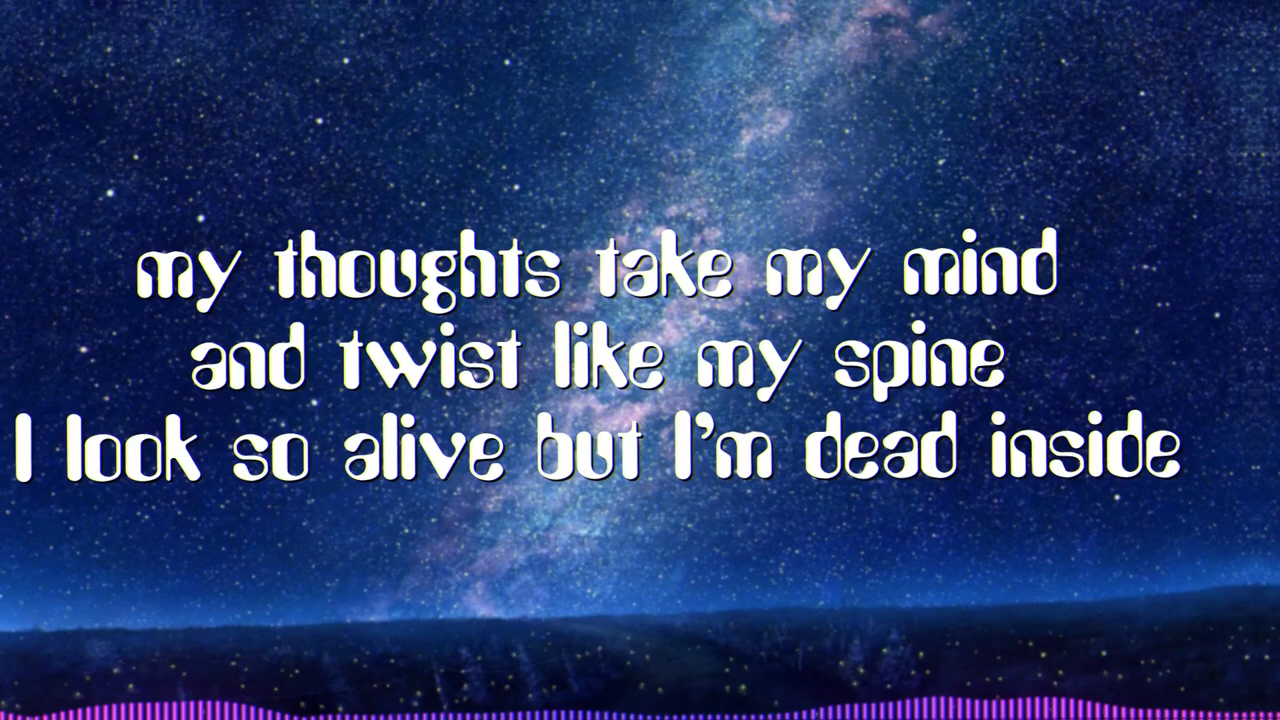 my thoughts take my mind
and twist like my spine
I look so alive but I'm dead inside